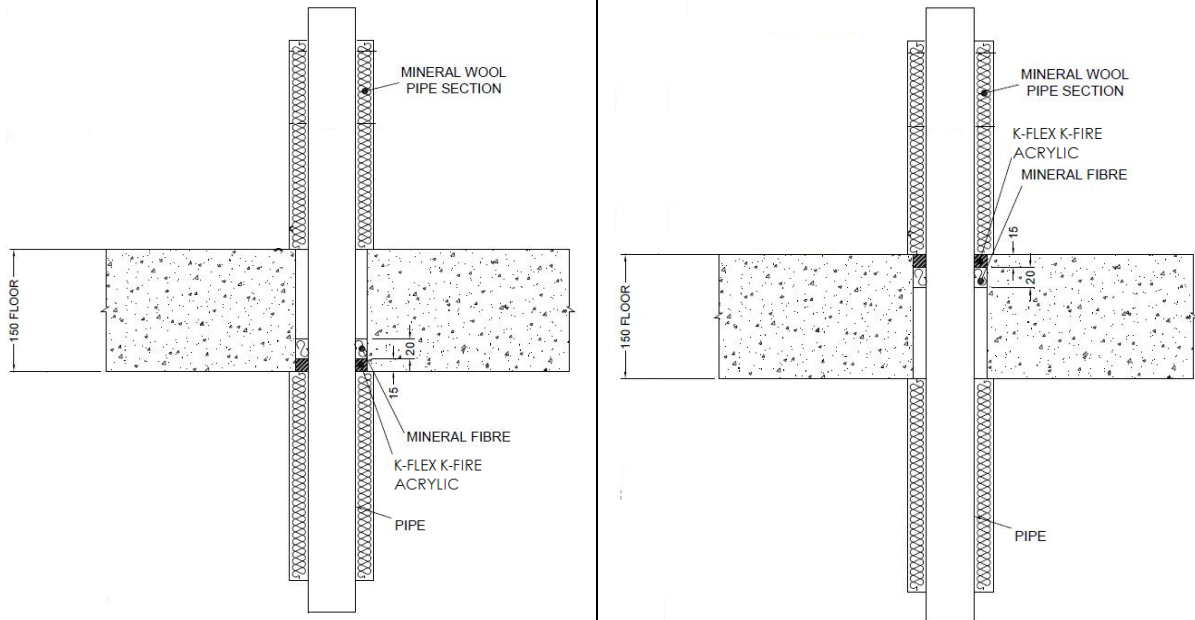 MINERAL WOOL
PIPE SECTION
150 FLOOR
20
15
MINERAL FIBRE
K-FLEX K-FIRE
ACRYLIC
PIPE
MINERAL WOOL
PIPE SECTION
K-FLEX K-FIRE
ACRYLIC
MINERAL FIBRE
15
20
150 FLOOR
PIPE